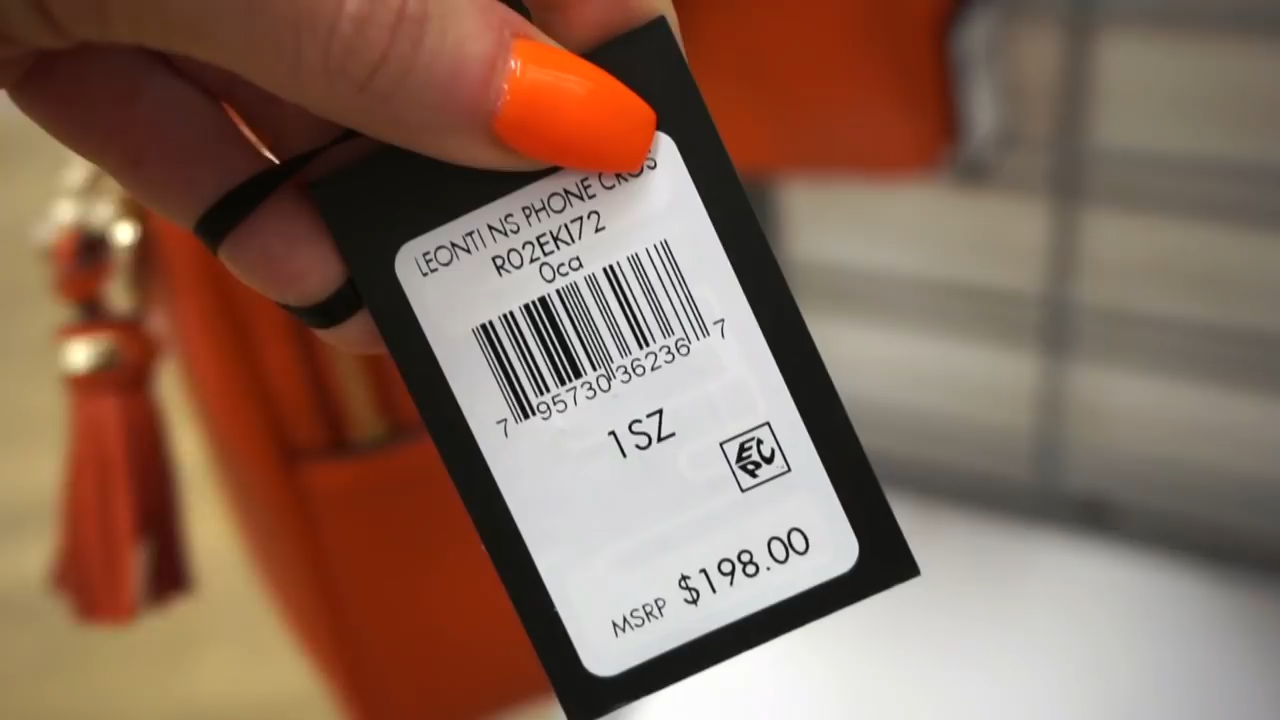 LEONTI NS PHONE CROS
R02EKI72
0ca
7 95730 36236 7
1SZ
EPC
MSRP $198.00